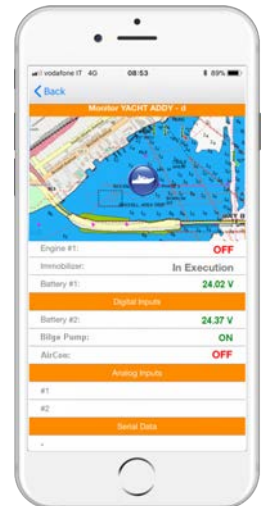 vodafone IT 4G 08:53 89%
Back
Monitor YACHT ADDY - d
Engine #1: OFF
Immobilizer: In Execution
Battery #1: 24.02 V
Digital Inputs
Battery #2: 24.37 V
Bilge Pump: ON
AirCon: OFF
Analog Inputs
#1
#2
Serial Data
-